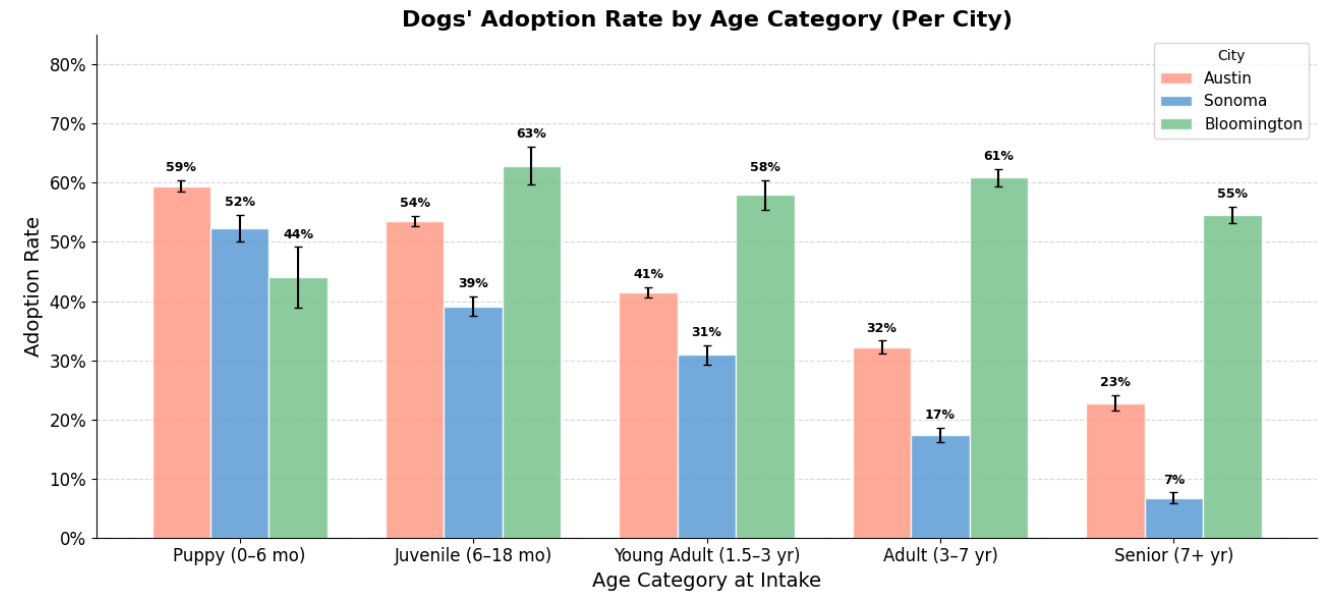 Dogs' Adoption Rate by Age Category (Per City)
City
Austin
Sonoma
Bloomington
Adoption Rate
80%
70%
60%
50%
40%
30%
20%
10%
0%
59%
52%
44%
54%
39%
63%
41%
31%
58%
32%
17%
61%
23%
7%
55%
Puppy (0–6 mo)
Juvenile (6–18 mo)
Young Adult (1.5–3 yr)
Adult (3–7 yr)
Senior (7+ yr)
Age Category at Intake